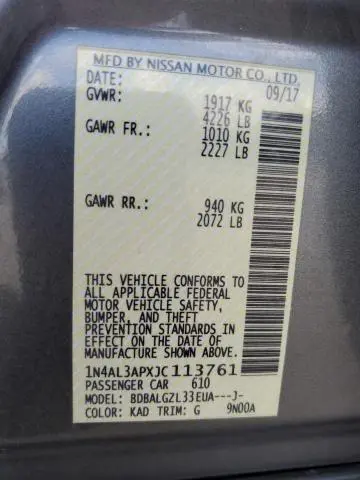 MFD BY NISSAN MOTOR CO., LTD.
DATE: 09/17
GVWR: 1917 KG
4226 LB
GAWR FR.: 1010 KG
2227 LB
GAWR RR.: 940 KG
2072 LB
THIS VEHICLE CONFORMS TO
ALL APPLICABLE FEDERAL
MOTOR VEHICLE SAFETY,
BUMPER, AND THEFT
PREVENTION STANDARDS IN
EFFECT ON THE DATE OF
MANUFACTURE SHOWN ABOVE.
1N4AL3APXJC113761
PASSENGER CAR 610
MODEL: BDBALGZL33EUA---J-
COLOR: KAD TRIM: G 9N00A